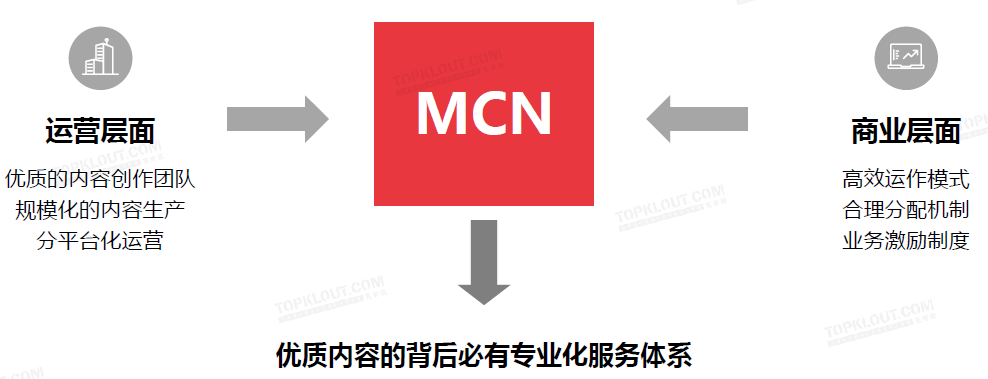 MCN
运营层面
优质的内容创作团队
规模化的内容生产
分平台化运营
商业层面
高效运作模式
合理分配机制
业务激励制度
优质内容的背后必有专业化服务体系
TOPKLOUT.COM
TOPKLOUT.COM
TOPKLOUT.COM
TOPKLOUT.COM
TOPKLOUT.COM